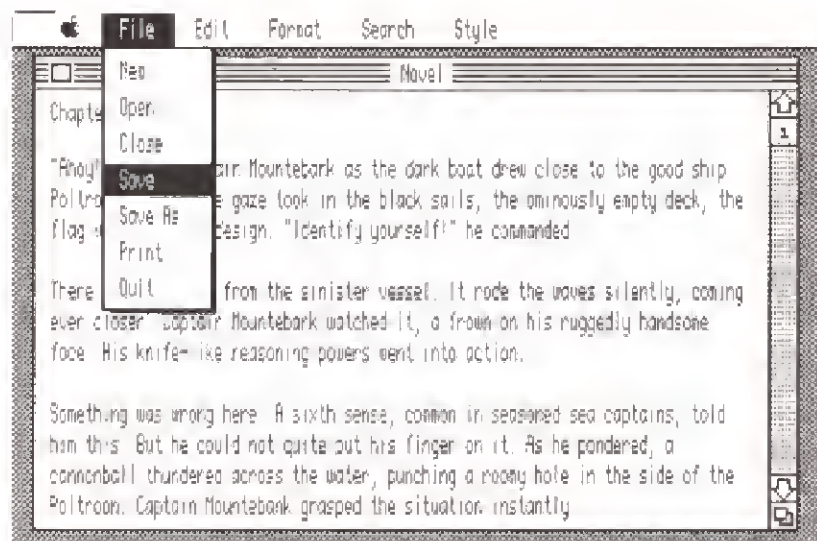 File Edit Format Search Style
New
Open
Close
Save
Save As
Print
Quit
Novel
Chapte
"Ahoy" ain Mountebank as the dark boat drew close to the good ship
Poltro e gaze took in the black sails, the ominously empty deck, the
flag design. "Identify yourself!" he commanded
There from the sinister vessel. It rode the waves silently, coming
ever closer. Captain Mountebank watched it, a frown on his ruggedly handsome
face. His knife-like reasoning powers went into action.
Something was wrong here. A sixth sense, common in seasoned sea captains, told
him this. But he could not quite put his finger on it. As he pondered, a
cannonball thundered across the water, punching a roomy hole in the side of the
Poltroon. Captain Mountebank grasped the situation instantly
1